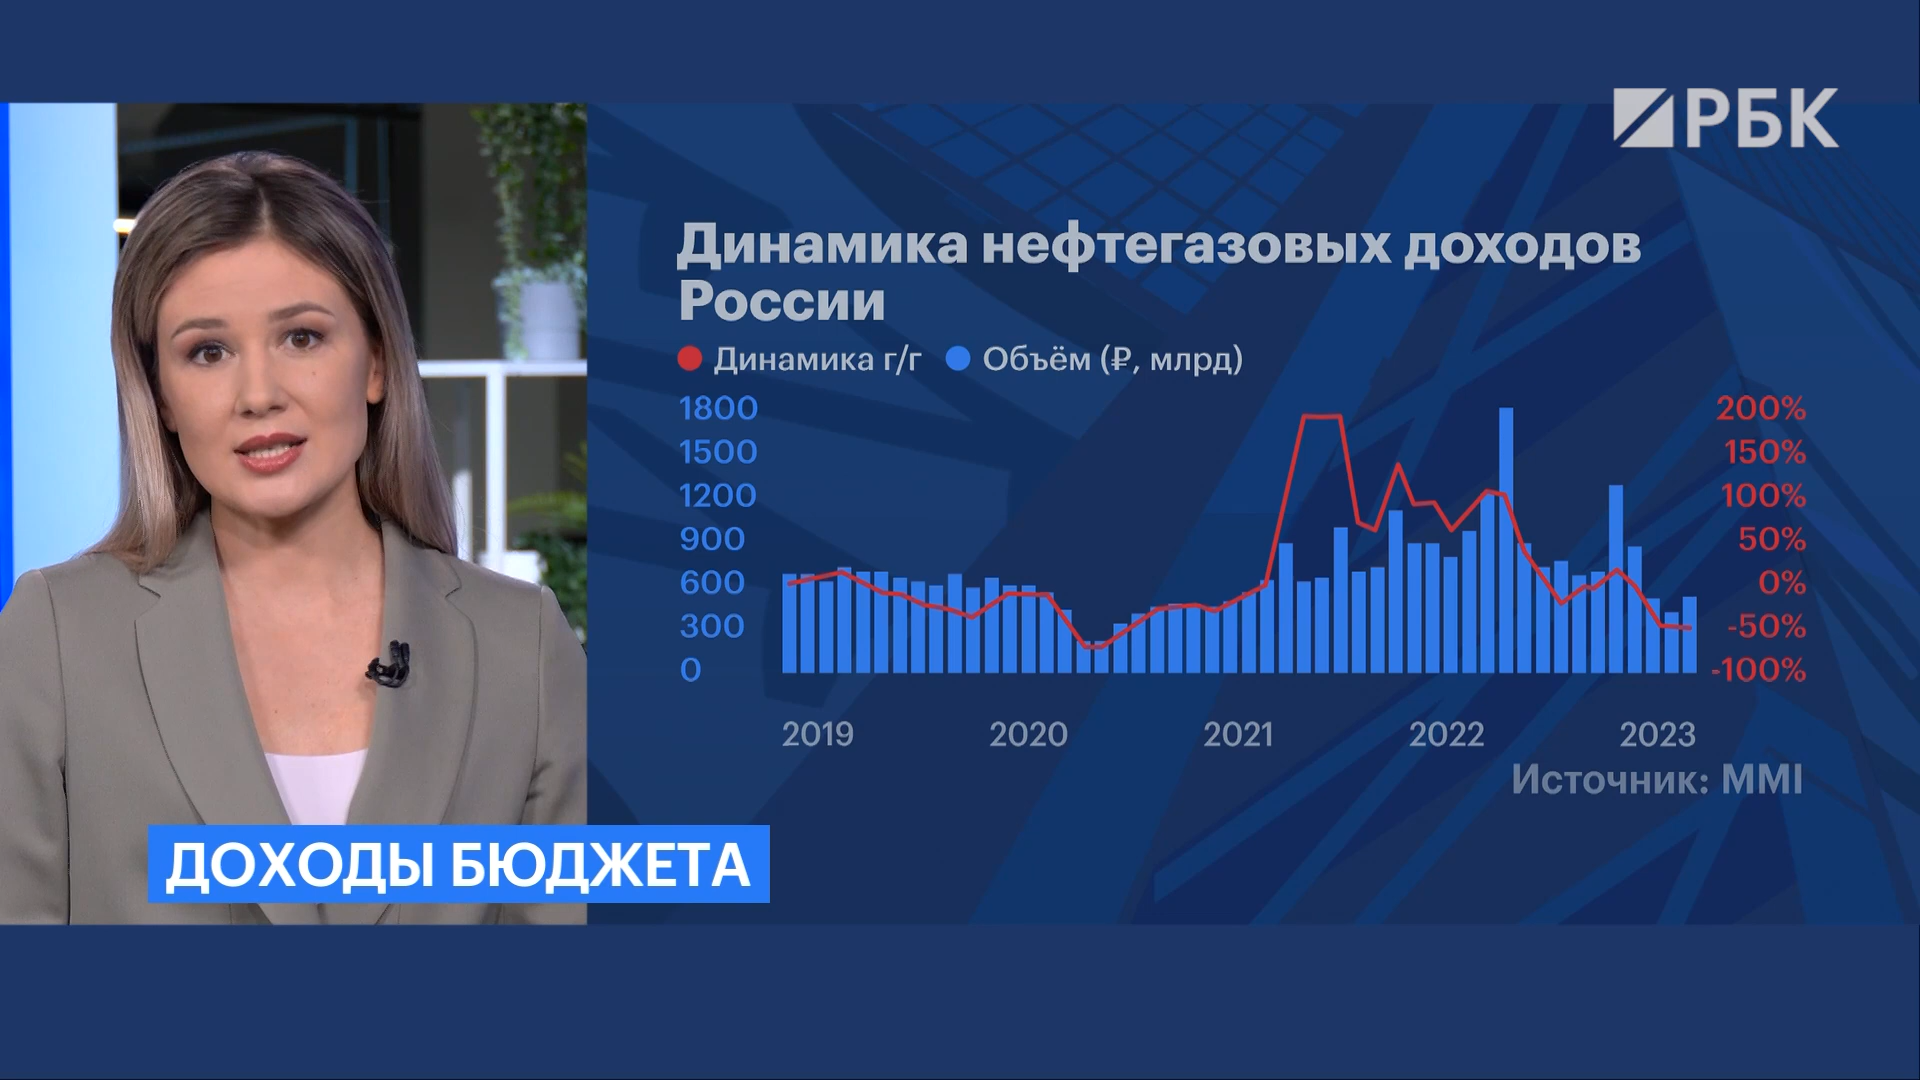 РБК
Динамика нефтегазовых доходов
России
Динамика г/г Объём (₽, млрд)
1800 200%
1500 150%
1200 100%
900 50%
600 0%
300 -50%
0 -100%
2019 2020 2021 2022 2023
Источник: MMI
ДОХОДЫ БЮДЖЕТА